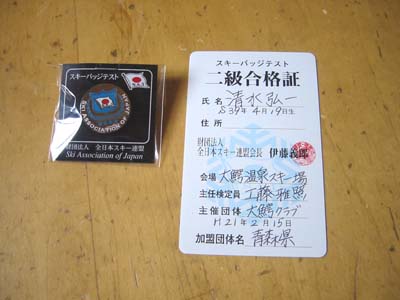 スキーバッジテスト
SKI ASSOCIATION OF JAPAN
財団法人 全日本スキー連盟
Ski Association of Japan
スキーバッジテスト
二級合格証
氏名 清水弘一
S39年4月19日生
住所
財団法人
全日本スキー連盟会長 伊藤義郎
会場 大鰐温泉スキー場
主任検定員 工藤雅照
主催団体 大鰐クラブ
H21年2月15日
加盟団体名 青森県